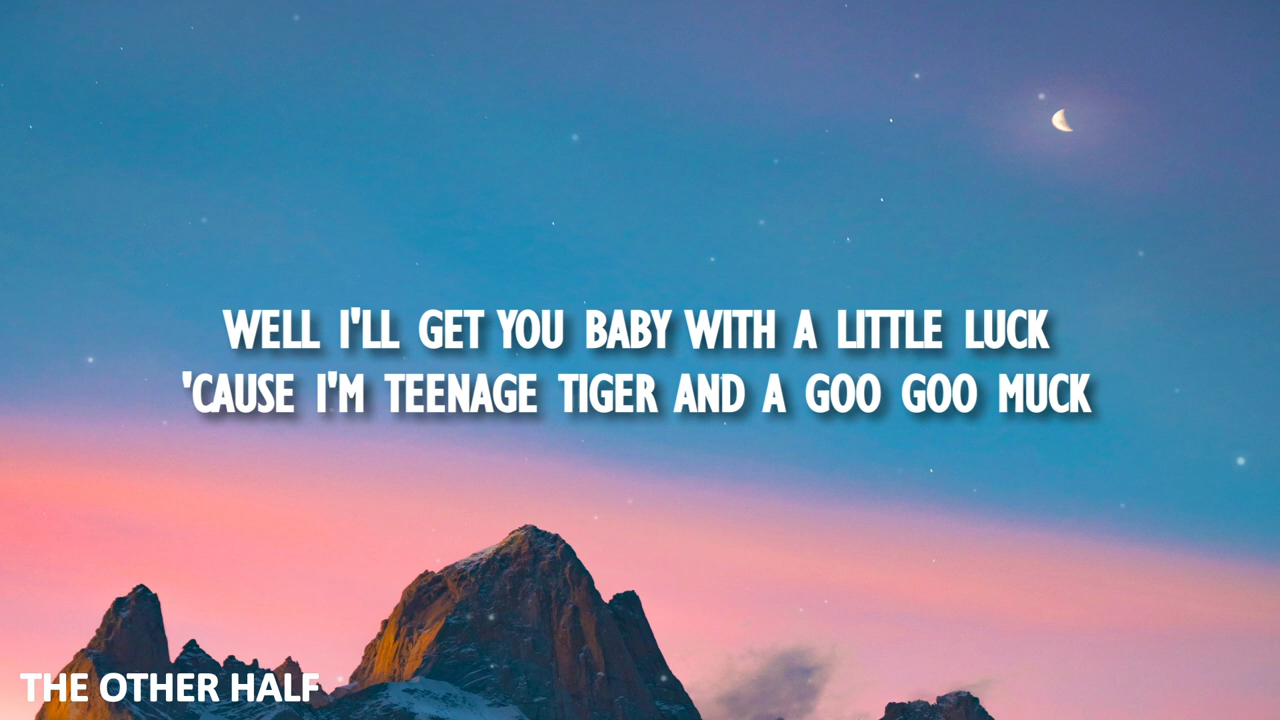 WELL I'LL GET YOU BABY WITH A LITTLE LUCK
'CAUSE I'M TEENAGE TIGER AND A GOO GOO MUCK
THE OTHER HALF